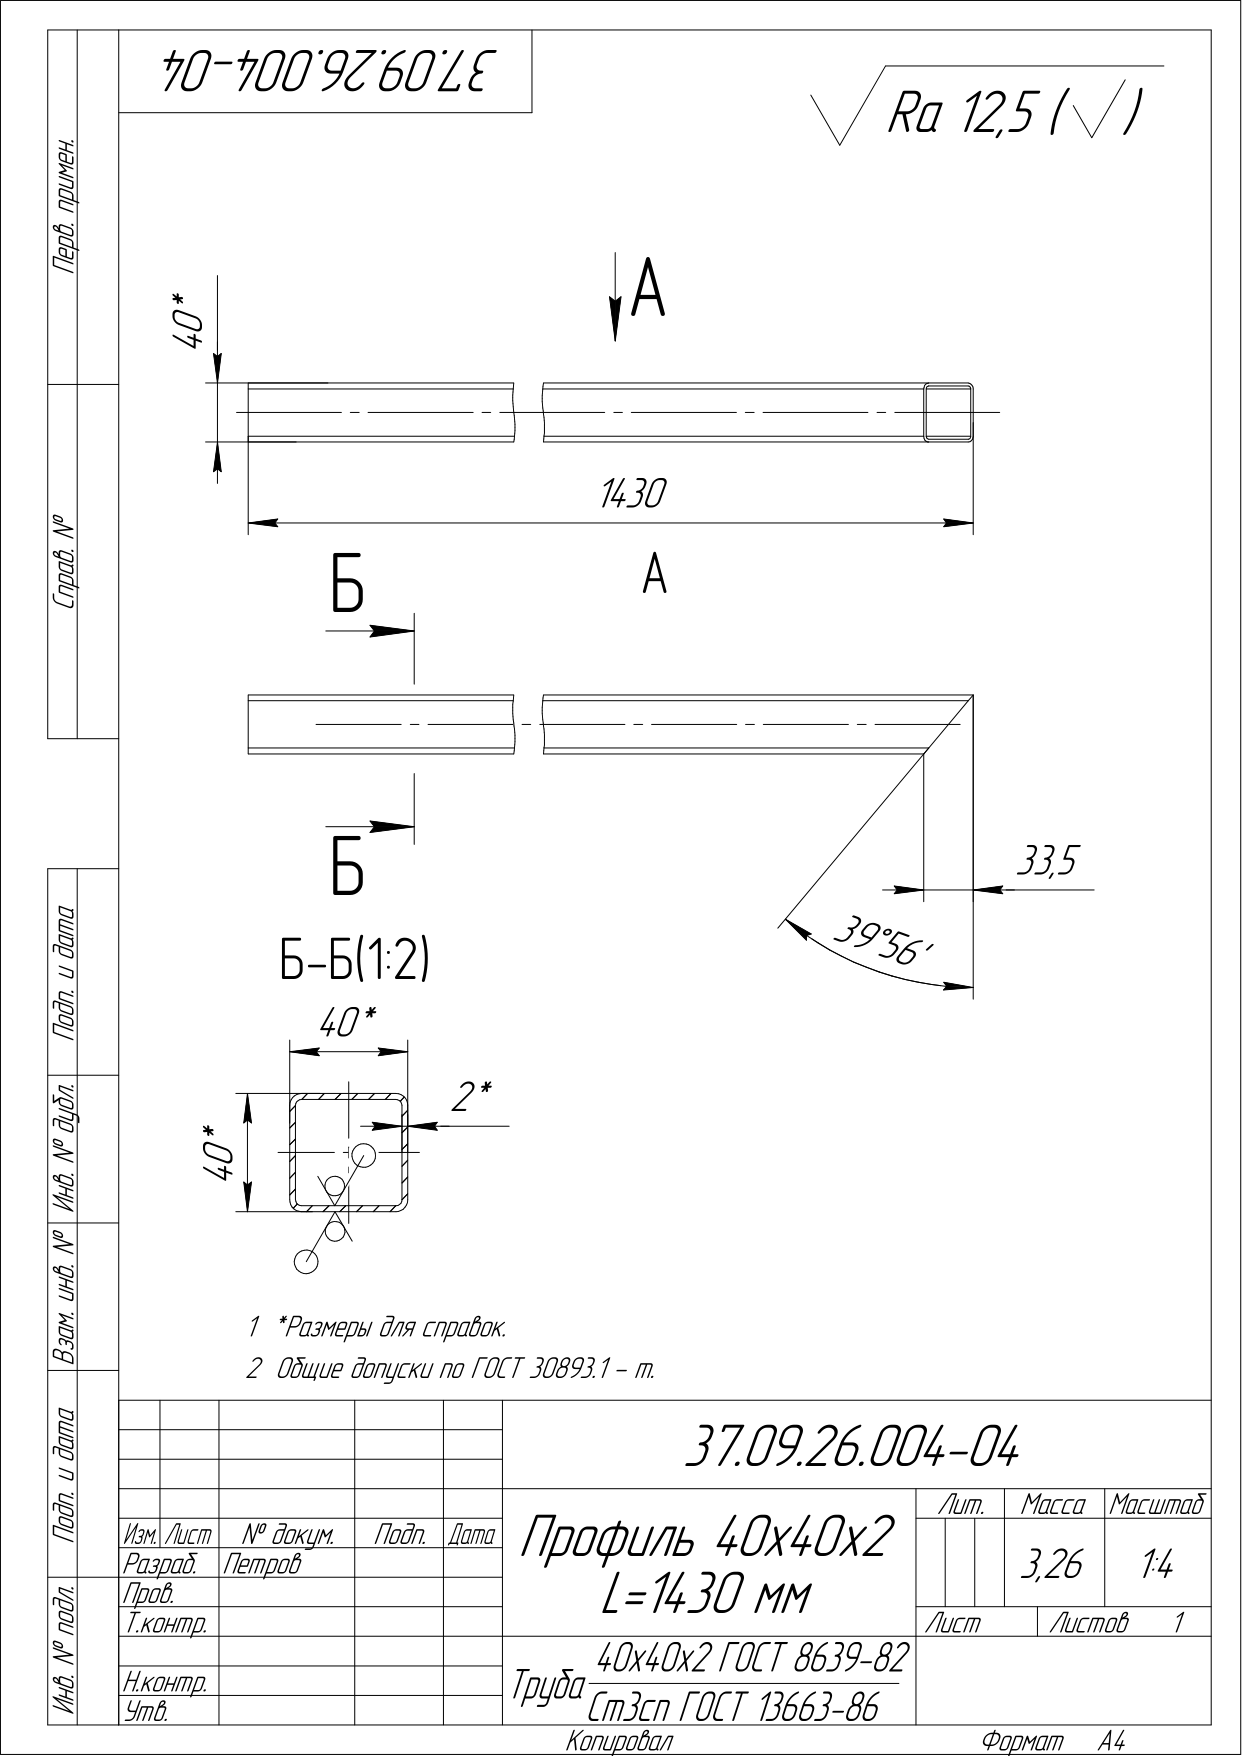 37.09.26.004-04
Ra 12,5 (√)
Перв. примен.
Справ. №
Подп. и дата
Инв. № дубл.
Взам. инв. №
Подп. и дата
Инв. № подл.
А
40*
1430
А
Б
Б
33,5
39°56'
Б-Б(1:2)
40*
2*
40*
1 *Размеры для справок.
2 Общие допуски по ГОСТ 30893.1 - m.
37.09.26.004-04
Лит. Масса Масштаб
Изм. Лист № докум. Подп. Дата
Разраб. Петров
Пров.
Т.контр.
Н.контр.
Утв.
Профиль 40х40х2
L=1430 мм
3,26 1:4
Лист Листов 1
Труба 40х40х2 ГОСТ 8639-82
Ст3сп ГОСТ 13663-86
Копировал Формат А4